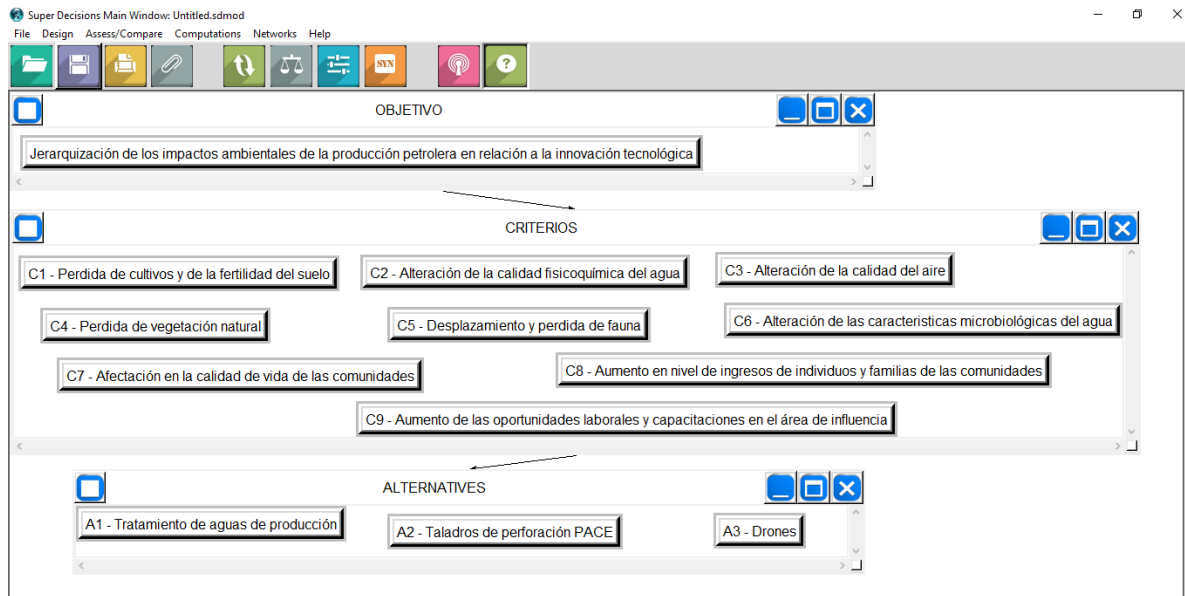 Super Decisions Main Window: Untitled.sdmod
File Design Assess/Compare Computations Networks Help
SYN ?
OBJETIVO
Jerarquización de los impactos ambientales de la producción petrolera en relación a la innovación tecnológica
CRITERIOS
C1 - Perdida de cultivos y de la fertilidad del suelo
C2 - Alteración de la calidad fisicoquímica del agua
C3 - Alteración de la calidad del aire
C4 - Perdida de vegetación natural
C5 - Desplazamiento y perdida de fauna
C6 - Alteración de las caracteristicas microbiológicas del agua
C7 - Afectación en la calidad de vida de las comunidades
C8 - Aumento en nivel de ingresos de individuos y familias de las comunidades
C9 - Aumento de las oportunidades laborales y capacitaciones en el área de influencia
ALTERNATIVES
A1 - Tratamiento de aguas de producción
A2 - Taladros de perforación PACE
A3 - Drones